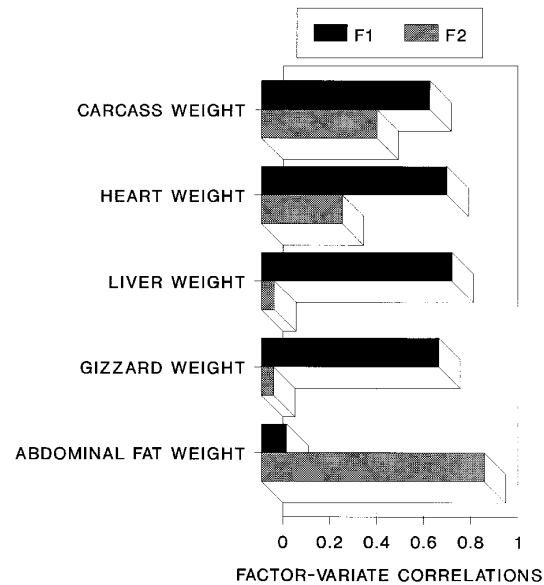 F1 F2
CARCASS WEIGHT
HEART WEIGHT
LIVER WEIGHT
GIZZARD WEIGHT
ABDOMINAL FAT WEIGHT
0 0.2 0.4 0.6 0.8 1
FACTOR-VARIATE CORRELATIONS